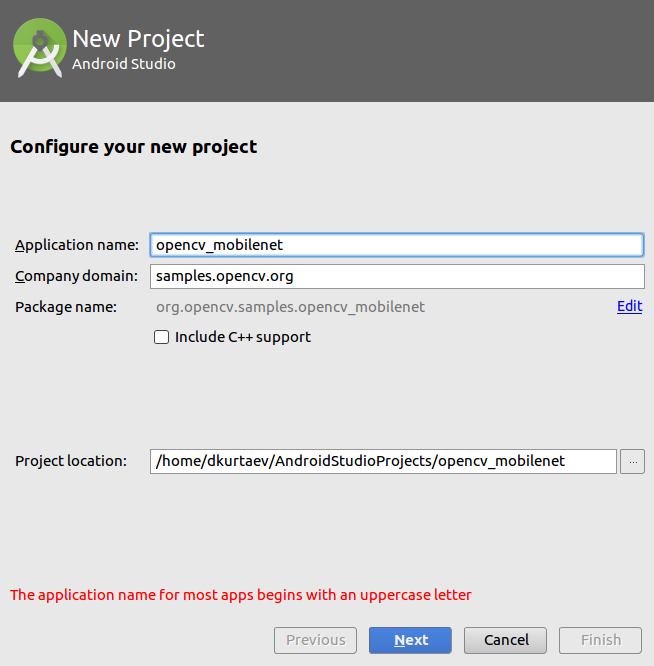 New Project
Android Studio
Configure your new project
Application name: opencv_mobilenet
Company domain: samples.opencv.org
Package name: org.opencv.samples.opencv_mobilenet Edit
Include C++ support
Project location: /home/dkurtaev/AndroidStudioProjects/opencv_mobilenet ...
The application name for most apps begins with an uppercase letter
Previous Next Cancel Finish